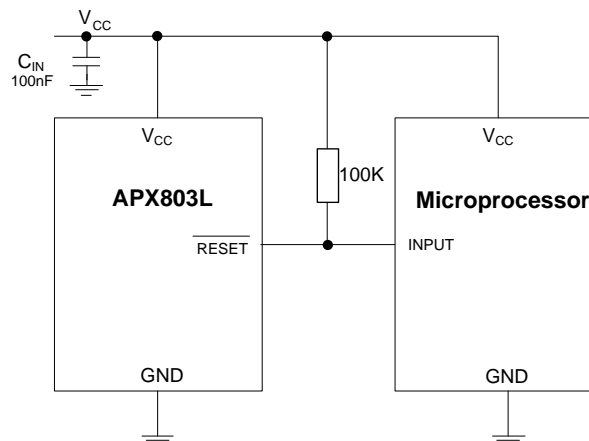 VCC
CIN
100nF
VCC
VCC
100K
APX803L
Microprocessor
RESET
INPUT
GND
GND